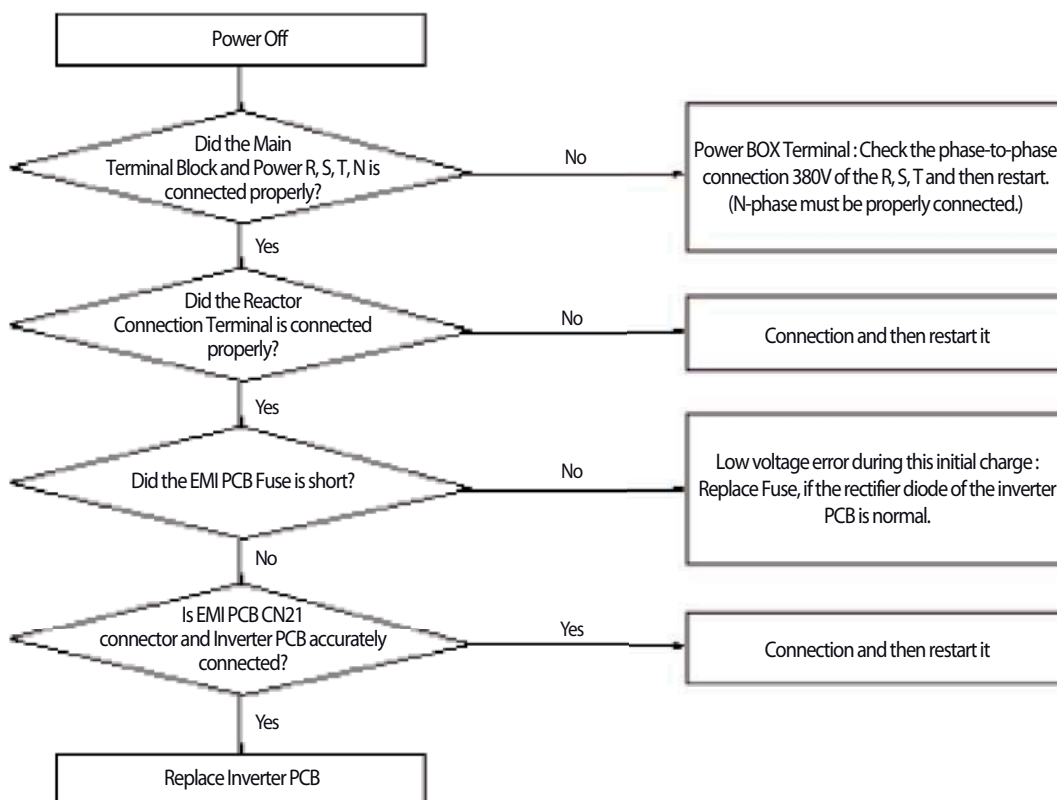 Power Off
Did the Main
Terminal Block and Power R, S, T, N is
connected properly?
No
Power BOX Terminal : Check the phase-to-phase
connection 380V of the R, S, T and then restart.
(N-phase must be properly connected.)
Yes
Did the Reactor
Connection Terminal is connected
properly?
No
Connection and then restart it
Yes
Did the EMI PCB Fuse is short?
No
Low voltage error during this initial charge :
Replace Fuse, if the rectifier diode of the inverter
PCB is normal.
No
Is EMI PCB CN21
connector and Inverter PCB accurately
connected?
Yes
Connection and then restart it
Yes
Replace Inverter PCB